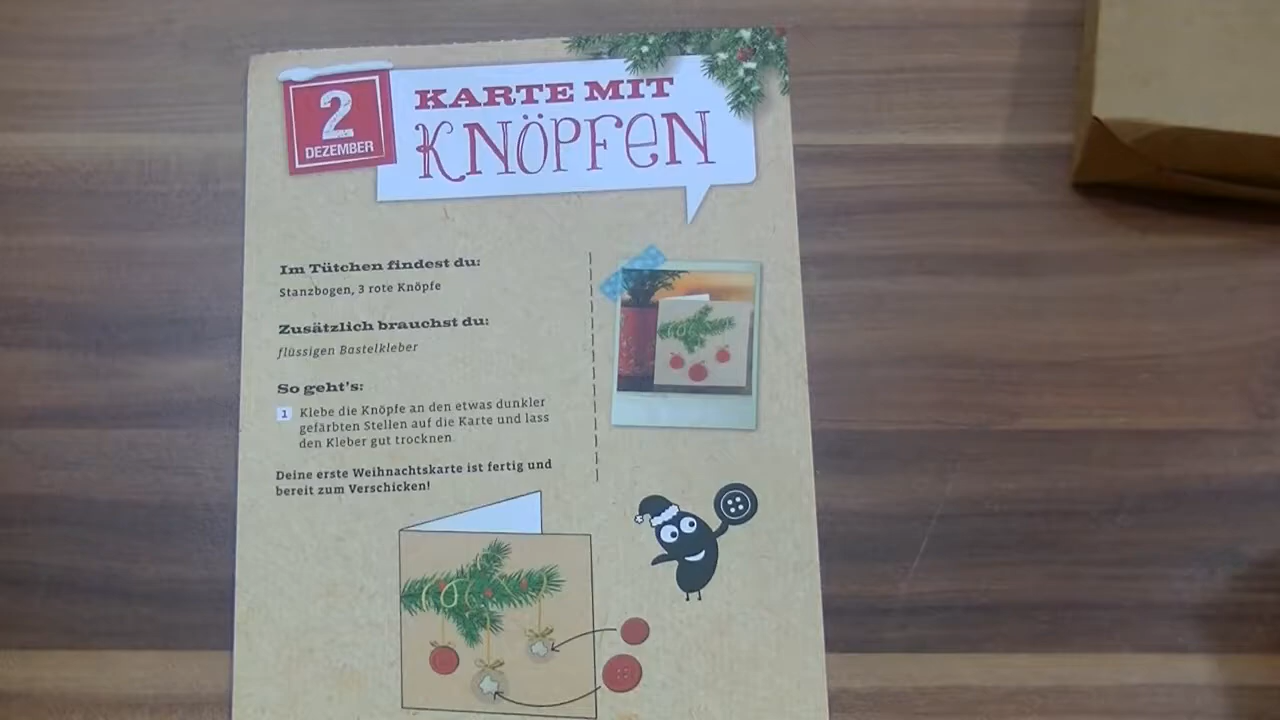 2
DEZEMBER
KARTE MIT
KNÖPFEN
Im Tütchen findest du:
Stanzbogen, 3 rote Knöpfe
Zusätzlich brauchst du:
flüssigen Bastelkleber
So geht's:
1 Klebe die Knöpfe an den etwas dunkler
gefärbten Stellen auf die Karte und lass
den Kleber gut trocknen.
Deine erste Weihnachtskarte ist fertig und
bereit zum Verschicken!